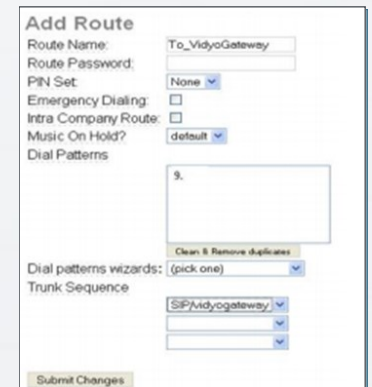 Add Route
Route Name: To_VidyoGateway
Route Password:
PIN Set: None
Emergency Dialing:
Intra Company Route:
Music On Hold? default
Dial Patterns
9.
Clean & Remove duplicates
Dial patterns wizards: (pick one)
Trunk Sequence
SIP/vidyogateway
Submit Changes